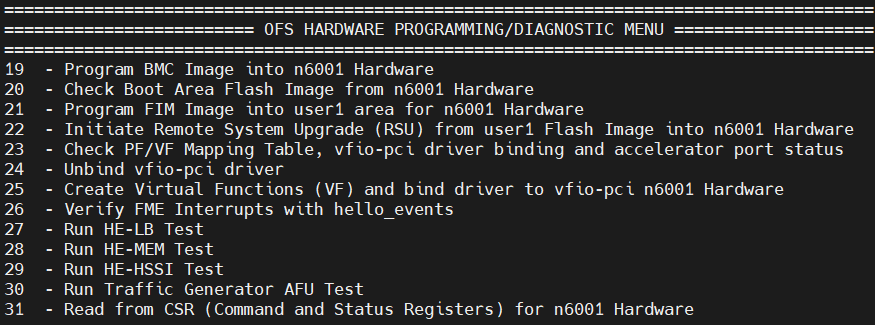 =======================================================================================
========================= OFS HARDWARE PROGRAMMING/DIAGNOSTIC MENU ====================
=======================================================================================
19  - Program BMC Image into n6001 Hardware
20  - Check Boot Area Flash Image from n6001 Hardware
21  - Program FIM Image into user1 area for n6001 Hardware
22  - Initiate Remote System Upgrade (RSU) from user1 Flash Image into n6001 Hardware
23  - Check PF/VF Mapping Table, vfio-pci driver binding and accelerator port status
24  - Unbind vfio-pci driver
25  - Create Virtual Functions (VF) and bind driver to vfio-pci n6001 Hardware
26  - Verify FME Interrupts with hello_events
27  - Run HE-LB Test
28  - Run HE-MEM Test
29  - Run HE-HSSI Test
30  - Run Traffic Generator AFU Test
31  - Read from CSR (Command and Status Registers) for n6001 Hardware